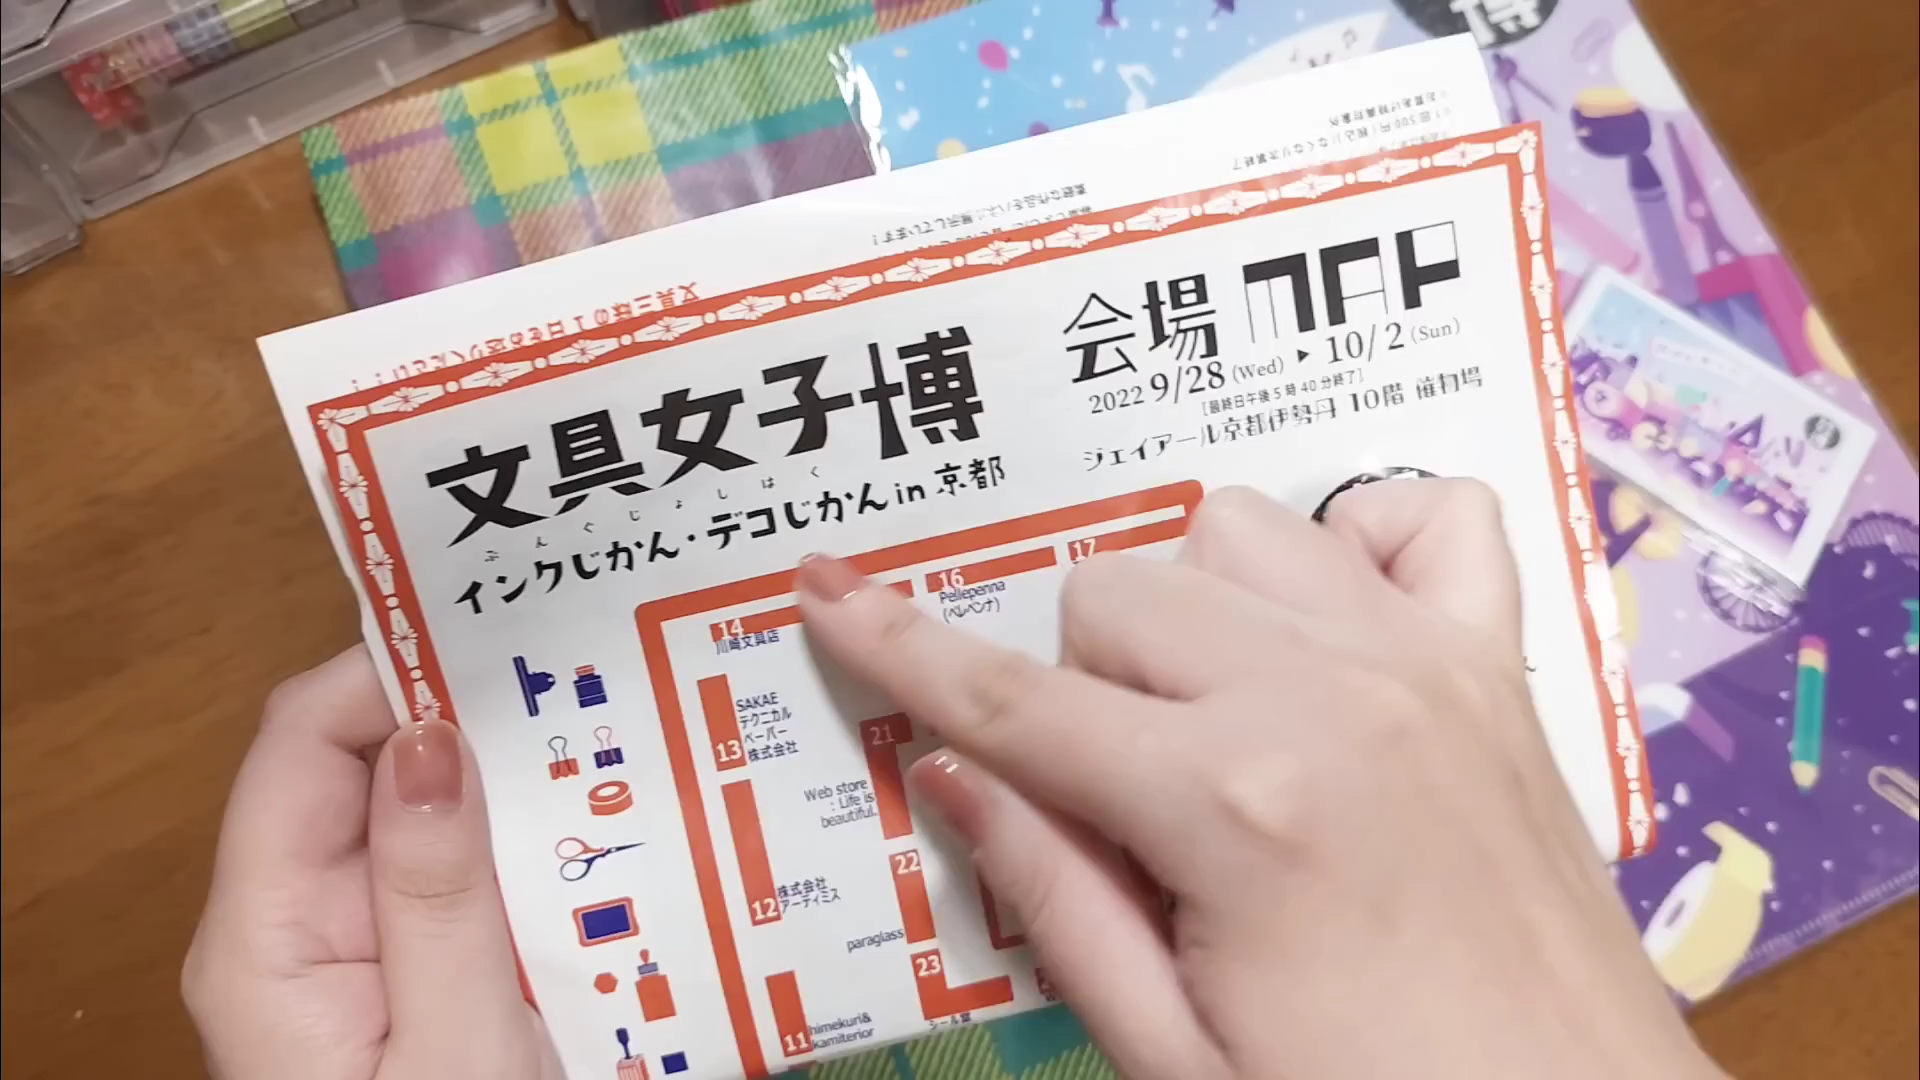 文具女子博
ぶんぐじょしはく
インクじかん・デコじかん in 京都
会場 MAP
2022 9/28 (Wed) ▶ 10/2 (Sun)
[最終日午後5時40分終了]
ジェイアール京都伊勢丹 10階 催物場
14
川崎文具店
16
Pellepenna
(ペレペンナ)
17
13
SAKAE
テクニカル
ペーパー
株式会社
21
Web store
: Life is
beautiful.
12
株式会社
アーティミス
22
paraglass
23
シール堂
11
himekuri&
kamiterior
博